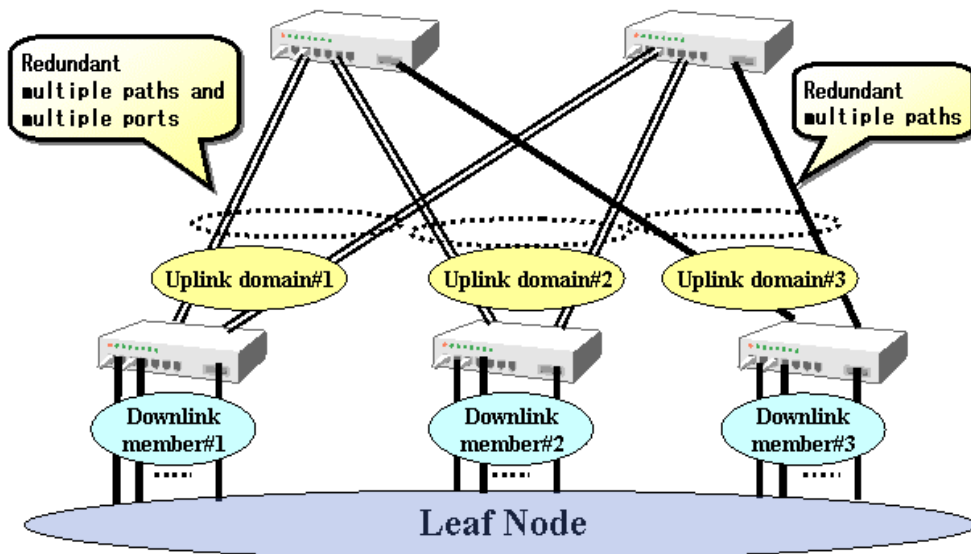 Redundant
multiple paths and
multiple ports
Redundant
multiple paths
Uplink domain#1
Uplink domain#2
Uplink domain#3
Downlink
member#1
Downlink
member#2
Downlink
member#3
Leaf Node